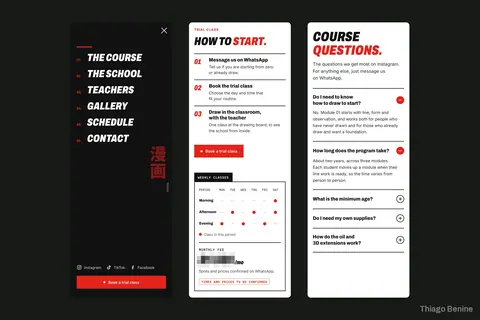 THE COURSE
THE SCHOOL
TEACHERS
GALLERY
SCHEDULE
CONTACT
漫画
Instagram
TikTok
Facebook
Book a trial class
TRIAL CLASS
HOW TO START.
01 Message us on WhatsApp
Tell us if you are starting from zero
or already draw.
02 Book the trial class
Choose the day and time that
fit your routine.
03 Draw in the classroom,
with the teacher
One class at the drawing board, to see
the school from inside.
Book a trial class
WEEKLY CLASSES
PERIOD MON TUE WED THU FRI SAT
Morning
Afternoon
Evening
Class in this period
MONTHLY FEE
/mo
Spots and prices confirmed on WhatsApp.
TIMES AND PRICES TO BE CONFIRMED
COURSE
QUESTIONS.
The questions we get most on Instagram.
For anything else, just message us
on WhatsApp.
Do I need to know
how to draw to start?
No. Module 01 starts with line, form and
observation, and works both for people who
have never drawn and for those who already
draw and want a foundation.
How long does the program take?
About two years, across three modules.
Each student moves up a module when their
line work is ready, so the time varies from
person to person.
What is the minimum age?
Do I need my own supplies?
How do the oil and
3D extensions work?
Thiago Benine